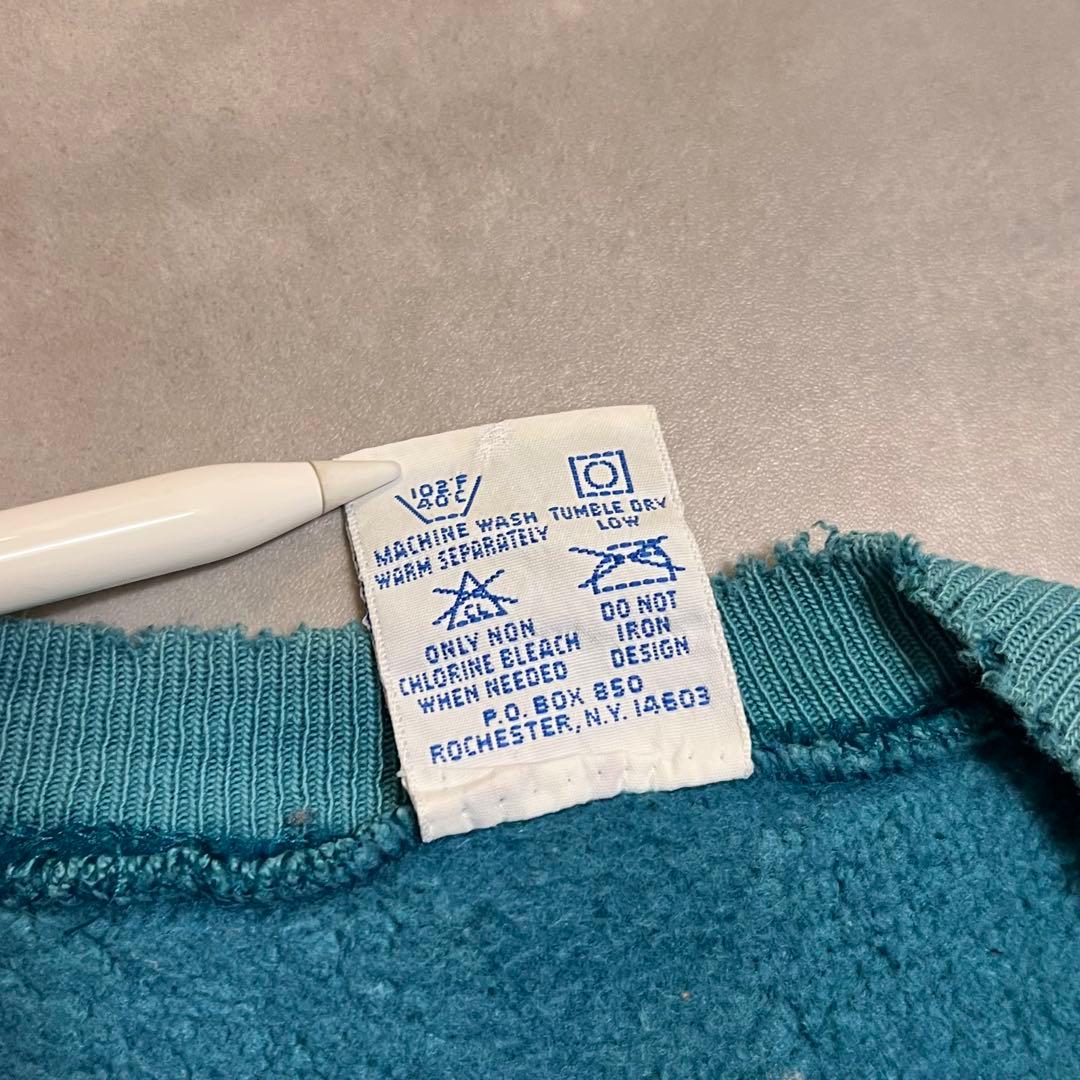 102°F
40°C
MACHINE WASH
WARM SEPARATELY
TUMBLE DRY
LOW
CL
ONLY NON
CHLORINE BLEACH
WHEN NEEDED
DO NOT
IRON
DESIGN
P.O. BOX 850
ROCHESTER, N.Y. 14603